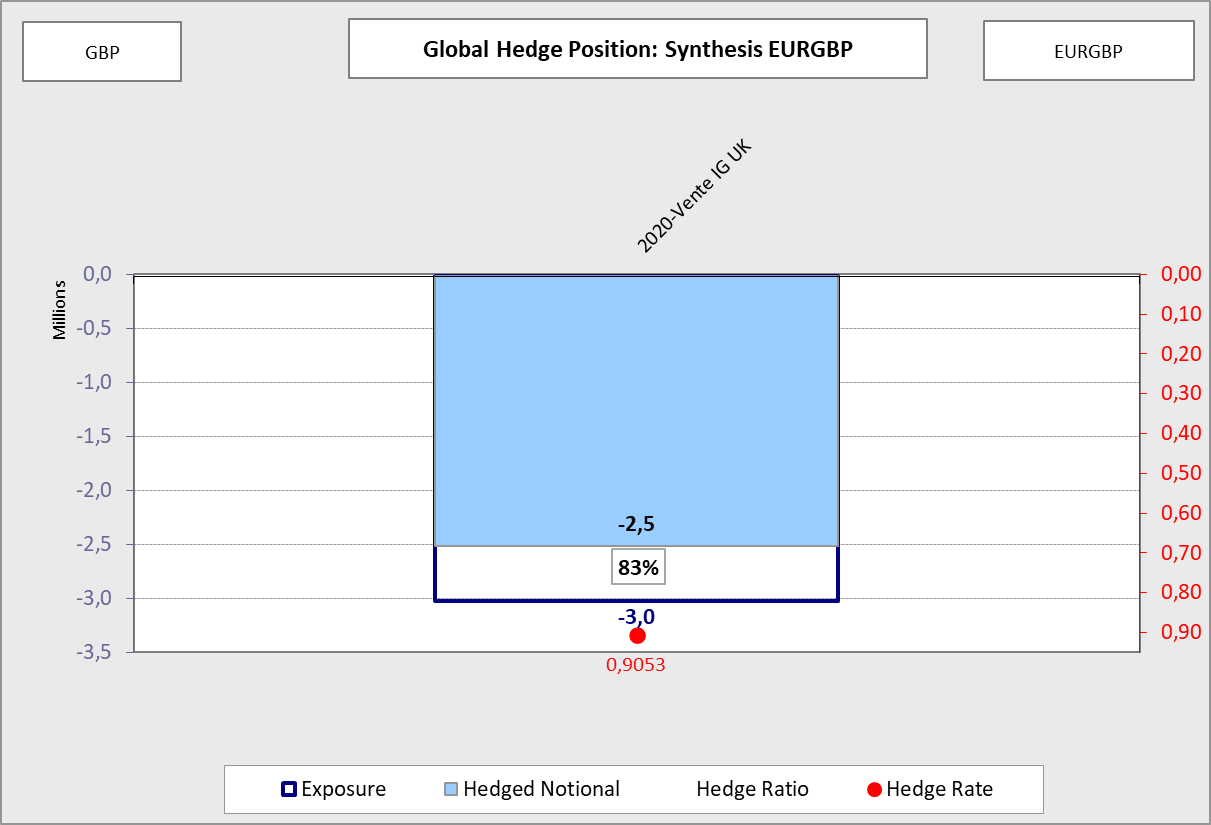 GBP
Global Hedge Position: Synthesis EURGBP
EURGBP
2020-Vente IG UK
Millions
0,0
-0,5
-1,0
-1,5
-2,0
-2,5
-3,0
-3,5
-2,5
83%
-3,0
0,9053
0,00
0,10
0,20
0,30
0,40
0,50
0,60
0,70
0,80
0,90
Exposure
Hedged Notional
Hedge Ratio
Hedge Rate